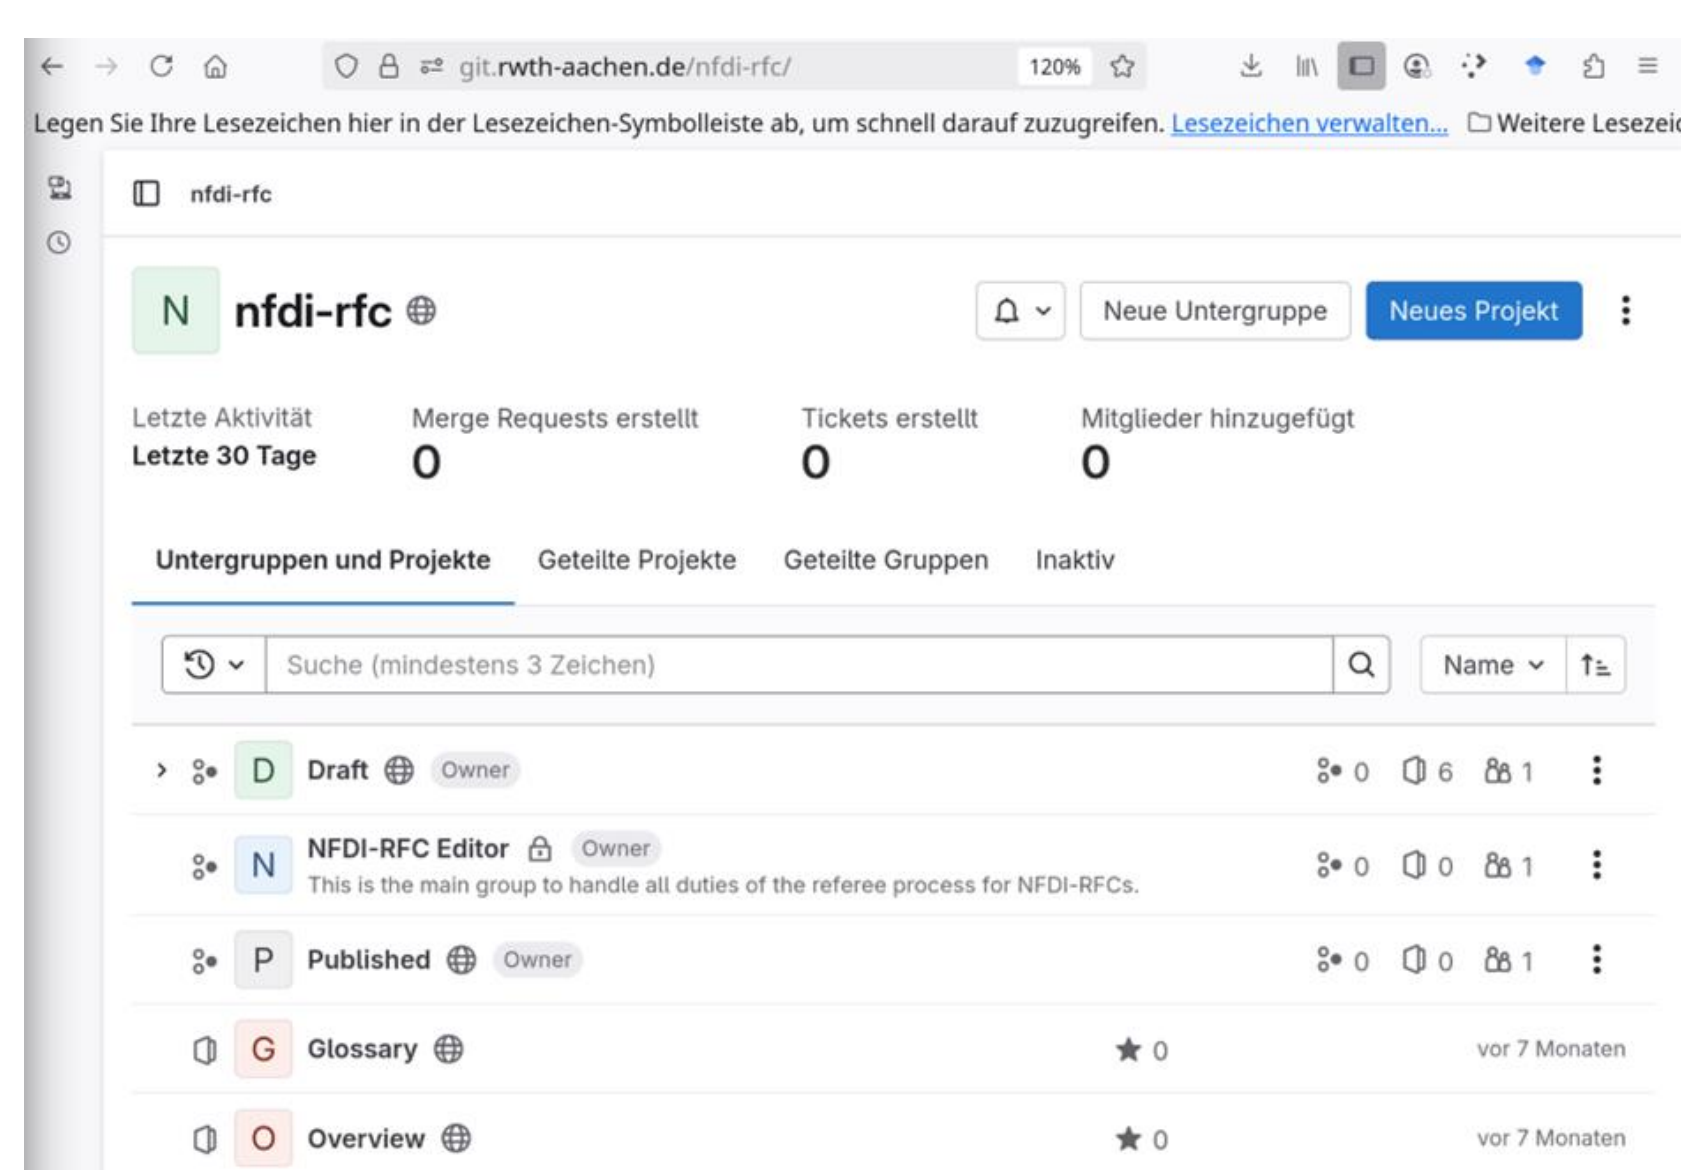 git.rwth-aachen.de/nfdi-rfc/ 120%
Legen Sie Ihre Lesezeichen hier in der Lesezeichen-Symbolleiste ab, um schnell darauf zuzugreifen. Lesezeichen verwalten... Weitere Lesezeic
nfdi-rfc
N nfdi-rfc Neue Untergruppe Neues Projekt
Letzte Aktivität Merge Requests erstellt Tickets erstellt Mitglieder hinzugefügt
Letzte 30 Tage 0 0 0
Untergruppen und Projekte Geteilte Projekte Geteilte Gruppen Inaktiv
Suche (mindestens 3 Zeichen) Name
D Draft Owner 0 6 1
N NFDI-RFC Editor Owner 0 0 1
This is the main group to handle all duties of the referee process for NFDI-RFCs.
P Published Owner 0 0 1
G Glossary 0 vor 7 Monaten
O Overview 0 vor 7 Monaten